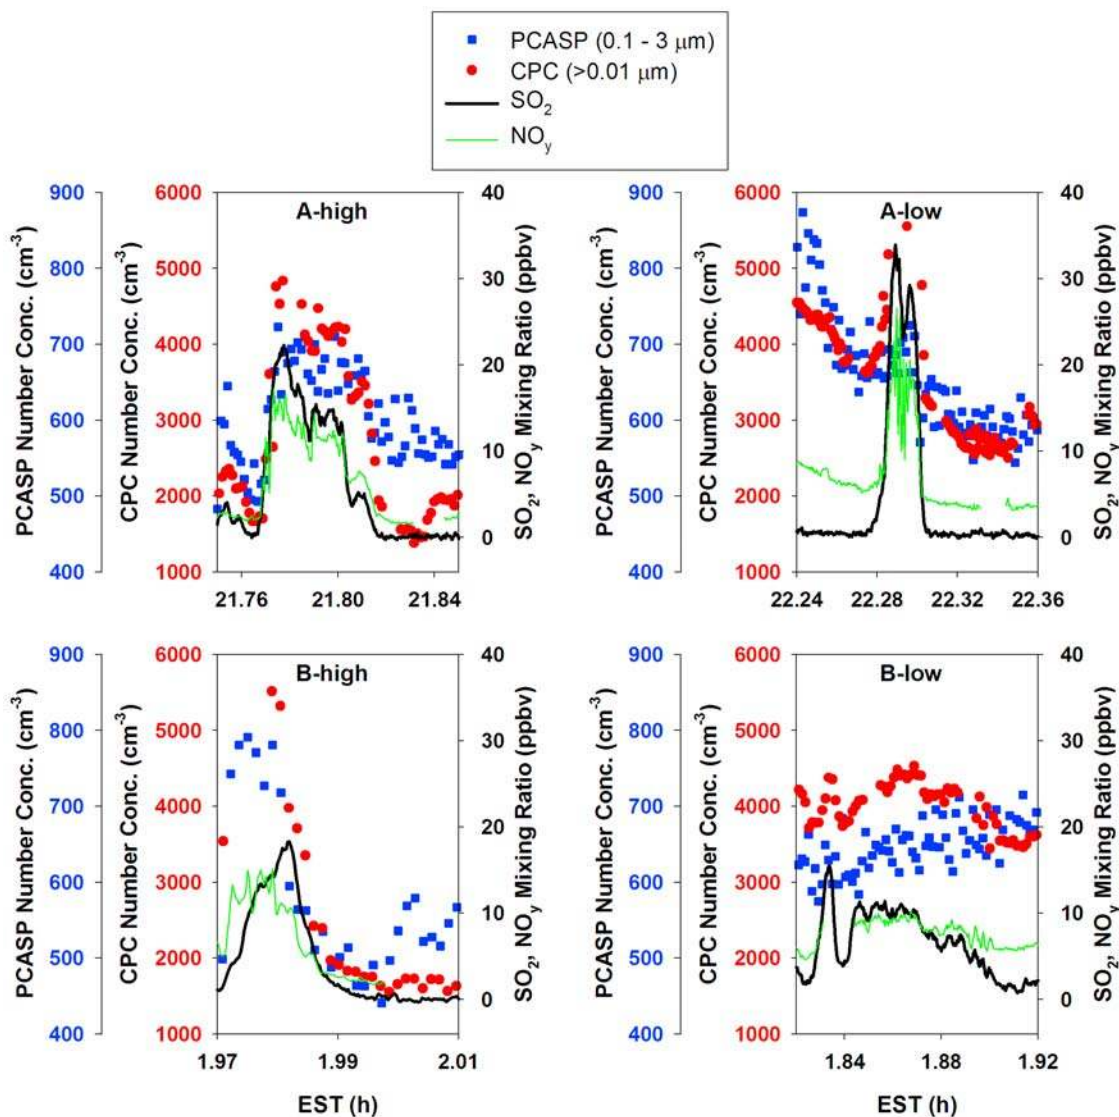 PCASP (0.1 - 3 μm)
CPC (>0.01 μm)
SO2
NOy
A-high
PCASP Number Conc. (cm-3)
900
800
700
600
500
400
CPC Number Conc. (cm-3)
6000
5000
4000
3000
2000
1000
SO2, NOy Mixing Ratio (ppbv)
40
30
20
10
0
21.76 21.80 21.84
A-low
PCASP Number Conc. (cm-3)
900
800
700
600
500
400
CPC Number Conc. (cm-3)
6000
5000
4000
3000
2000
1000
SO2, NOy Mixing Ratio (ppbv)
40
30
20
10
0
22.24 22.28 22.32 22.36
B-high
PCASP Number Conc. (cm-3)
900
800
700
600
500
400
CPC Number Conc. (cm-3)
6000
5000
4000
3000
2000
1000
SO2, NOy Mixing Ratio (ppbv)
40
30
20
10
0
1.97 1.99 2.01
EST (h)
B-low
PCASP Number Conc. (cm-3)
900
800
700
600
500
400
CPC Number Conc. (cm-3)
6000
5000
4000
3000
2000
1000
SO2, NOy Mixing Ratio (ppbv)
40
30
20
10
0
1.84 1.88 1.92
EST (h)